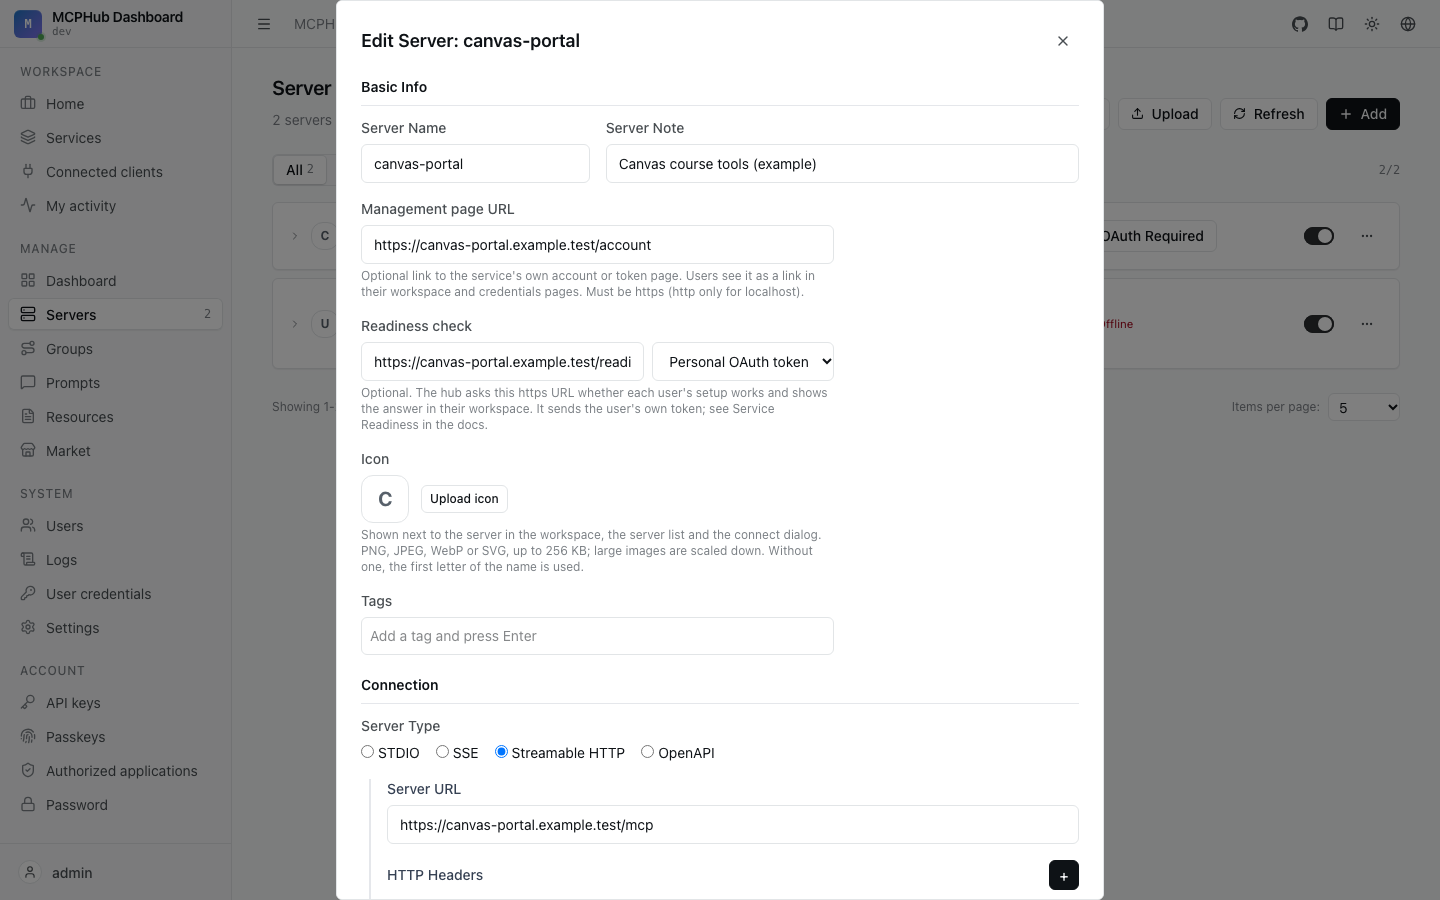 M
MCPHub Dashboard
dev
WORKSPACE
Home
Services
Connected clients
My activity
MANAGE
Dashboard
Servers 2
Groups
Prompts
Resources
Market
SYSTEM
Users
Logs
User credentials
Settings
ACCOUNT
API keys
Passkeys
Authorized applications
Password
admin
MCPH
Server
2 servers
Upload
Refresh
+ Add
All 2
2/2
C
OAuth Required
U
ffline
Showing 1-
Items per page: 5
Edit Server: canvas-portal
Basic Info
Server Name
Server Note
canvas-portal
Canvas course tools (example)
Management page URL
https://canvas-portal.example.test/account
Optional link to the service's own account or token page. Users see it as a link in
their workspace and credentials pages. Must be https (http only for localhost).
Readiness check
https://canvas-portal.example.test/readi
Personal OAuth token
Optional. The hub asks this https URL whether each user's setup works and shows
the answer in their workspace. It sends the user's own token; see Service
Readiness in the docs.
Icon
C
Upload icon
Shown next to the server in the workspace, the server list and the connect dialog.
PNG, JPEG, WebP or SVG, up to 256 KB; large images are scaled down. Without
one, the first letter of the name is used.
Tags
Add a tag and press Enter
Connection
Server Type
STDIO SSE Streamable HTTP OpenAPI
Server URL
https://canvas-portal.example.test/mcp
HTTP Headers
+